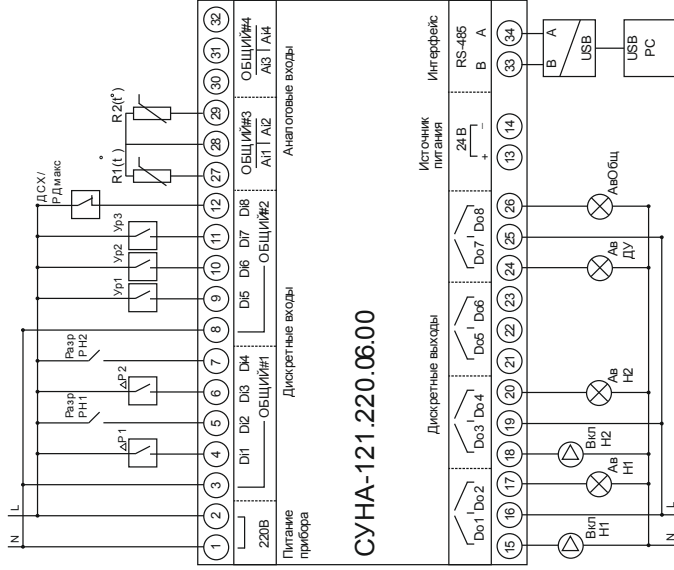 N
L
ΔP1
Разр
РН1
ΔP2
Разр
РН2
Ур1
Ур2
Ур3
ДСХ/
РДмакс
R1(t°)
R2(t°)
1 2 3 4 5 6 7 8 9 10 11 12 27 28 29 30 31 32
220В
Di1 Di2 Di3 Di4
ОБЩИЙ#1
Di5 Di6 Di7 Di8
ОБЩИЙ#2
ОБЩИЙ#3
Ai1 Ai2
ОБЩИЙ#4
Ai3 Ai4
Питание
прибора
Дискретные входы
Аналоговые входы
СУНА-121.220.06.00
Дискретные выходы
Источник
питания
Интерфейс
Do1 Do2
Do3 Do4
Do5 Do6
Do7 Do8
24В
+ –
RS-485
B A
15 16 17 18 19 20 21 22 23 24 25 26 13 14 33 34
Вкл
Н1
Ав
Н1
Вкл
Н2
Ав
Н2
Ав
ДУ
АвОбщ
B A
USB
USB
PC
N
L